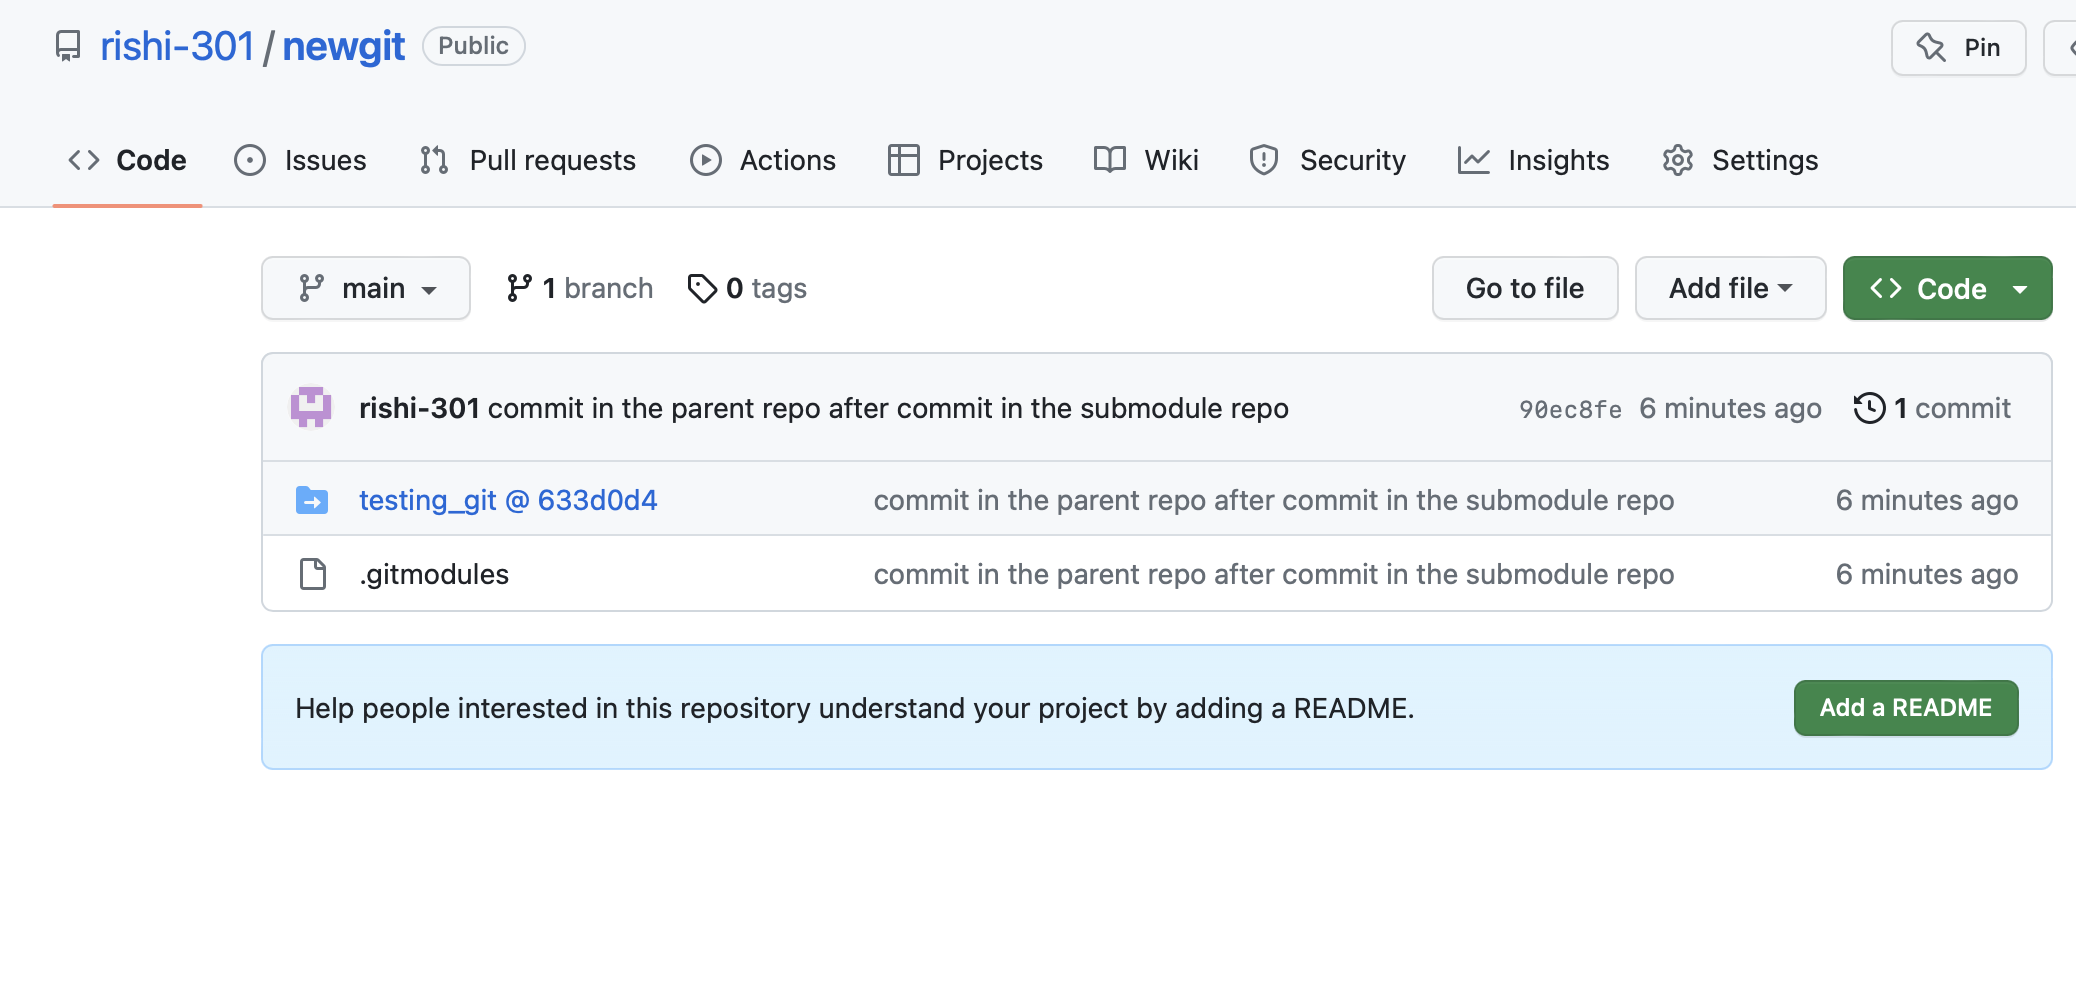 rishi-301 / newgit Public Pin
Code Issues Pull requests Actions Projects Wiki Security Insights Settings
main 1 branch 0 tags Go to file Add file Code
rishi-301 commit in the parent repo after commit in the submodule repo 90ec8fe 6 minutes ago 1 commit
testing_git @ 633d0d4 commit in the parent repo after commit in the submodule repo 6 minutes ago
.gitmodules commit in the parent repo after commit in the submodule repo 6 minutes ago
Help people interested in this repository understand your project by adding a README. Add a README